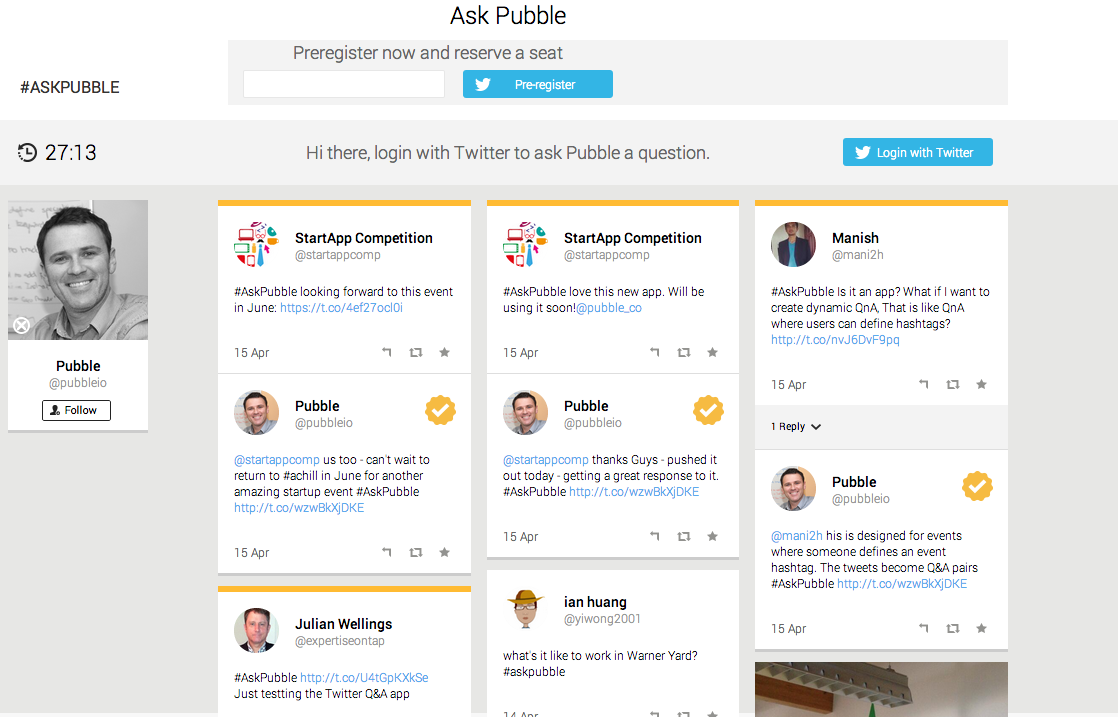 Ask Pubble
Preregister now and reserve a seat
#ASKPUBBLE
Pre-register
27:13
Hi there, login with Twitter to ask Pubble a question.
Login with Twitter
Pubble
@pubbleio
Follow
StartApp Competition
@startappcomp
#AskPubble looking forward to this event
in June: https://t.co/4ef27ocl0i
15 Apr
Pubble
@pubbleio
@startappcomp us too - can't wait to
return to #achill in June for another
amazing startup event #AskPubble
http://t.co/wzwBkXjDKE
15 Apr
Julian Wellings
@expertiseontap
#AskPubble http://t.co/U4tGpKXkSe
Just testting the Twitter Q&A app
StartApp Competition
@startappcomp
#AskPubble love this new app. Will be
using it soon!@pubble_co
15 Apr
Pubble
@pubbleio
@startappcomp thanks Guys - pushed it
out today - getting a great response to it.
#AskPubble http://t.co/wzwBkXjDKE
15 Apr
ian huang
@yiwong2001
what's it like to work in Warner Yard?
#askpubble
14 Apr
Manish
@mani2h
#AskPubble Is it an app? What if I want to
create dynamic QnA, That is like QnA
where users can define hashtags?
http://t.co/nvJ6DvF9pq
15 Apr
1 Reply
Pubble
@pubbleio
@mani2h his is designed for events
where someone defines an event
hashtag. The tweets become Q&A pairs
#AskPubble http://t.co/wzwBkXjDKE
15 Apr